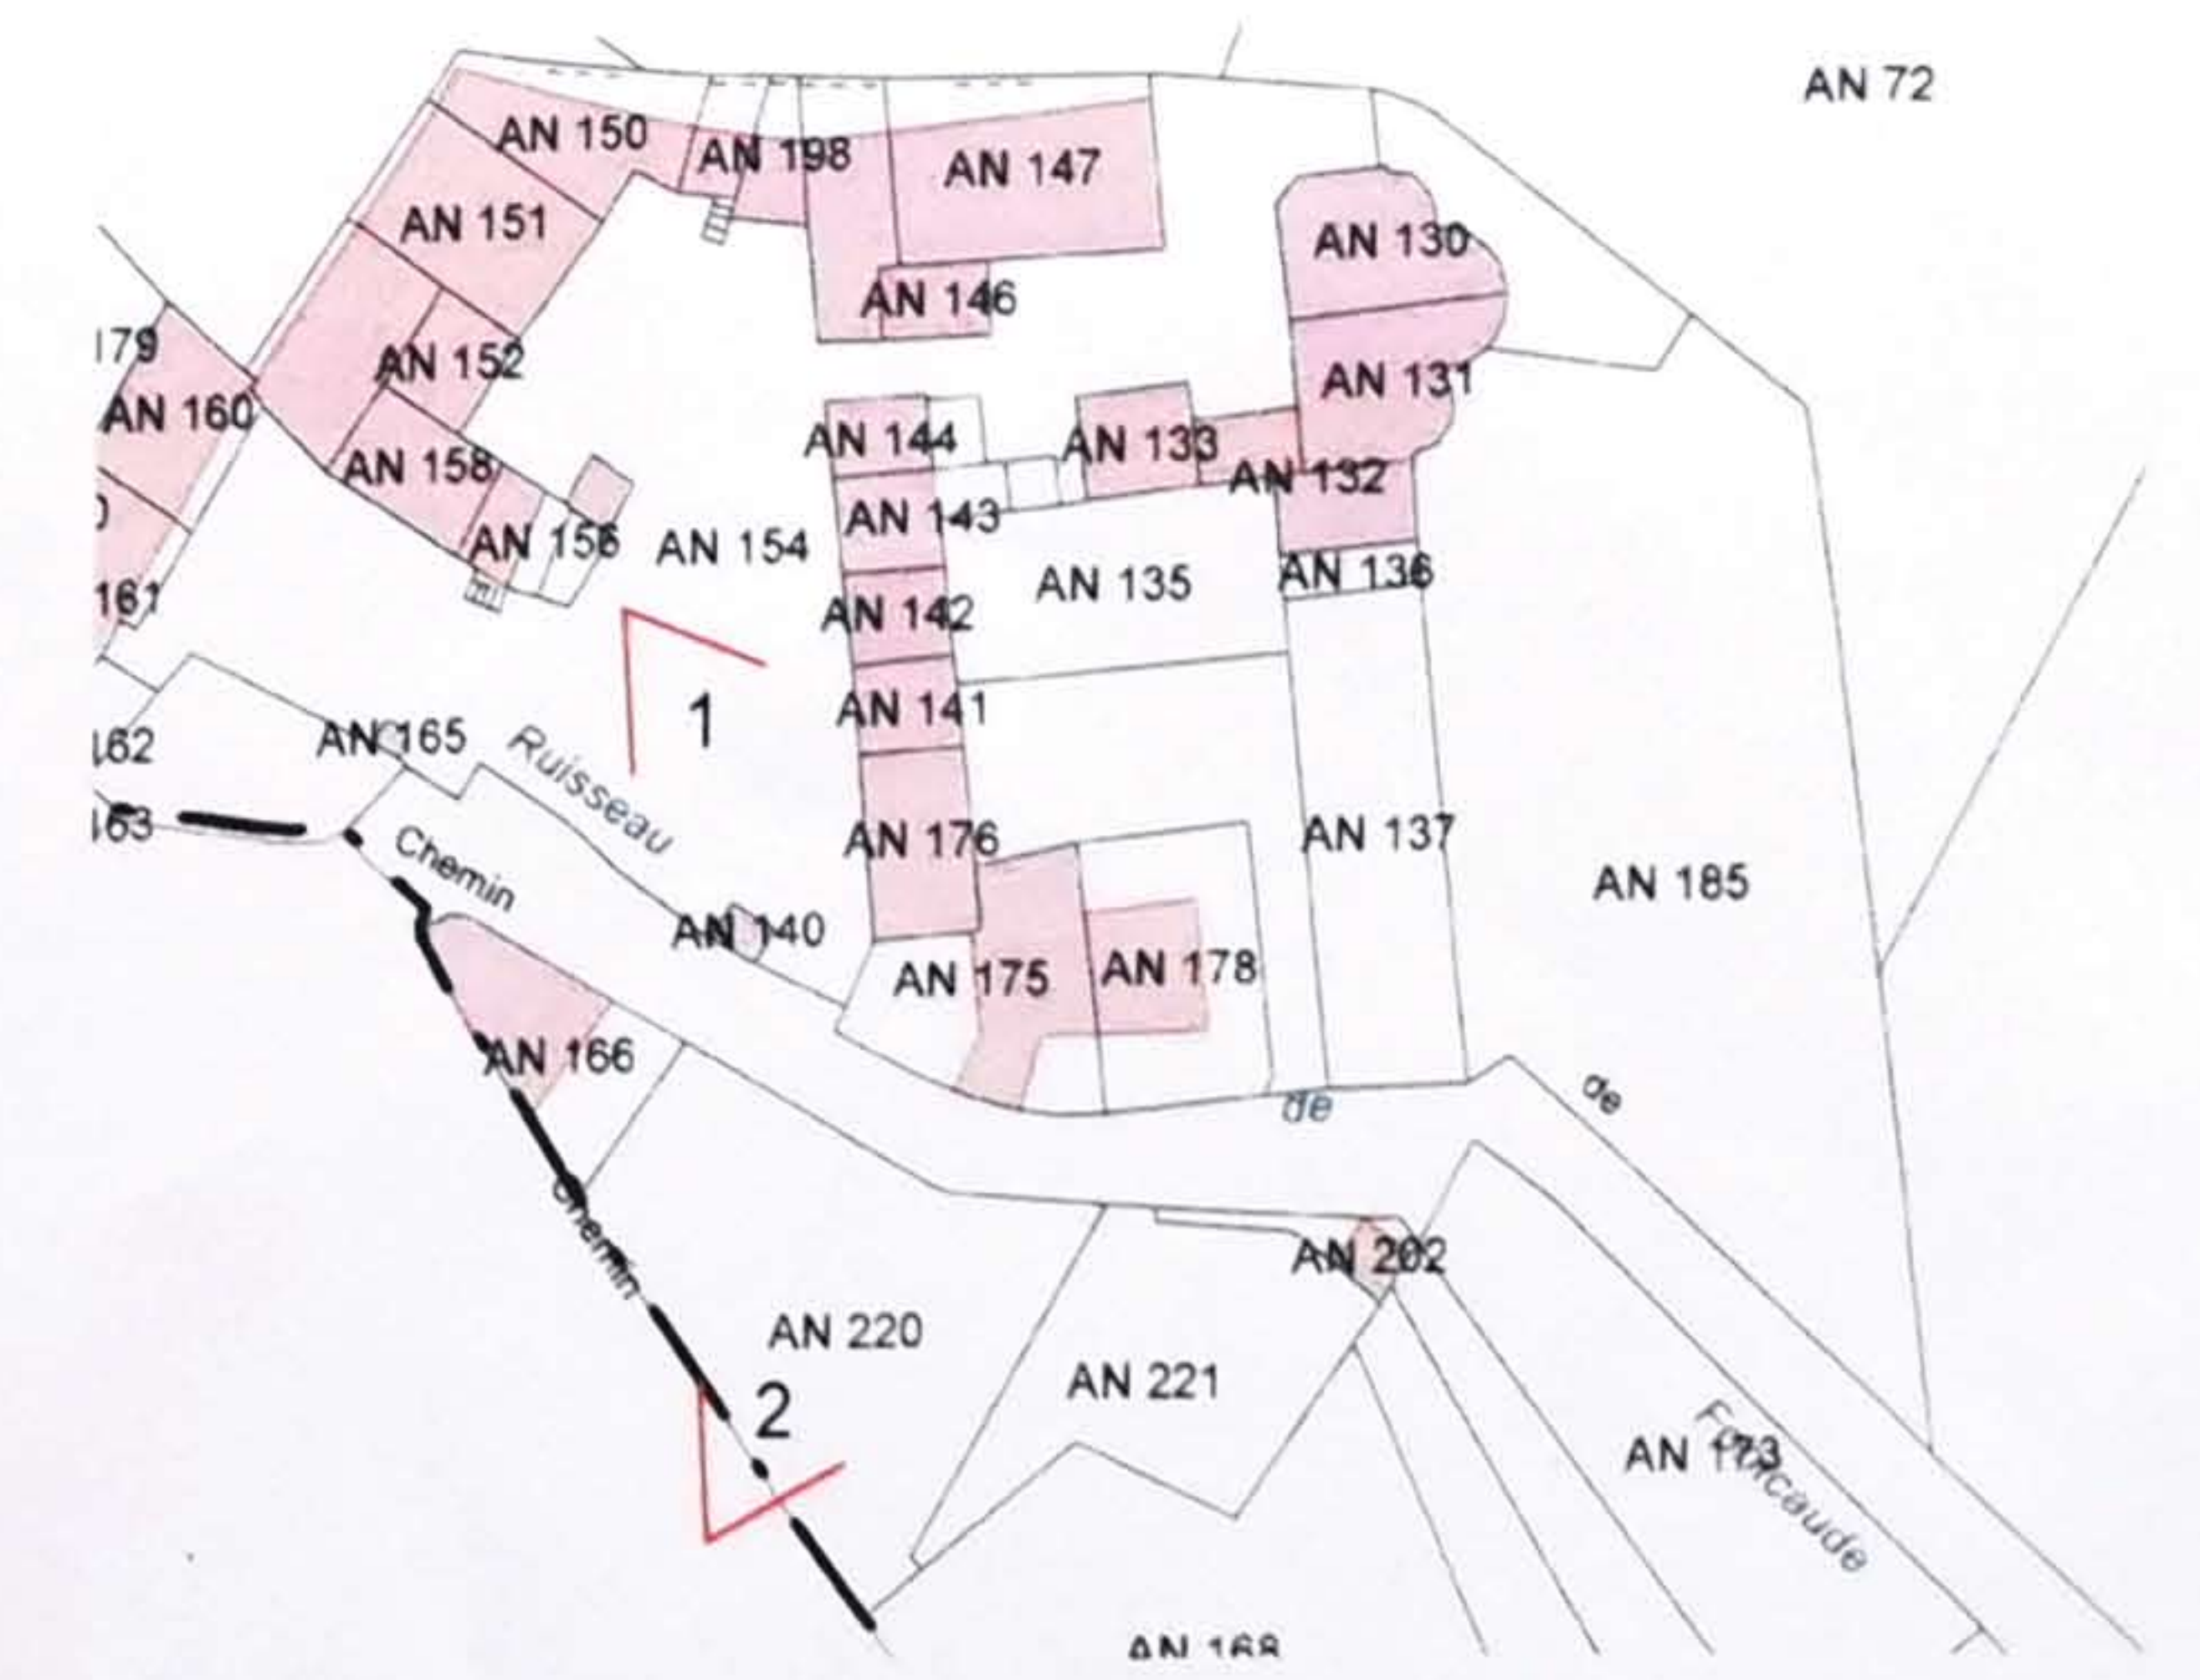 AN 72
AN 150
AN 198
AN 147
AN 151
AN 130
AN 146
179
AN 152
AN 131
AN 160
AN 144
AN 133
AN 158
AN 132
AN 143
AN 156
AN 154
AN 136
AN 135
161
AN 142
AN 141
1
162
AN 165
Ruisseau
163
AN 176
AN 137
Chemin
AN 185
AN 140
AN 175
AN 178
AN 166
de
de
Chemin
AN 202
AN 220
AN 221
2
AN 173
Fourcaude
AN 168